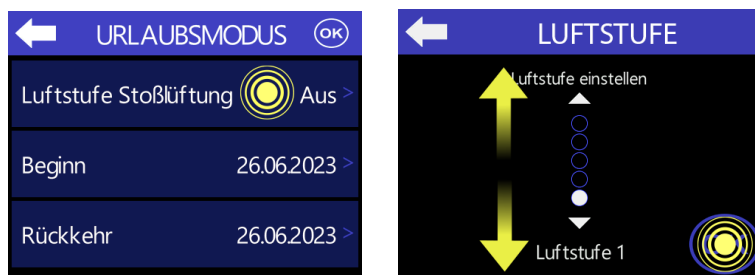 URLAUBSMODUS OK
Luftstufe Stoßlüftung Aus >
Beginn 26.06.2023 >
Rückkehr 26.06.2023 >
LUFTSTUFE
Luftstufe einstellen
Luftstufe 1